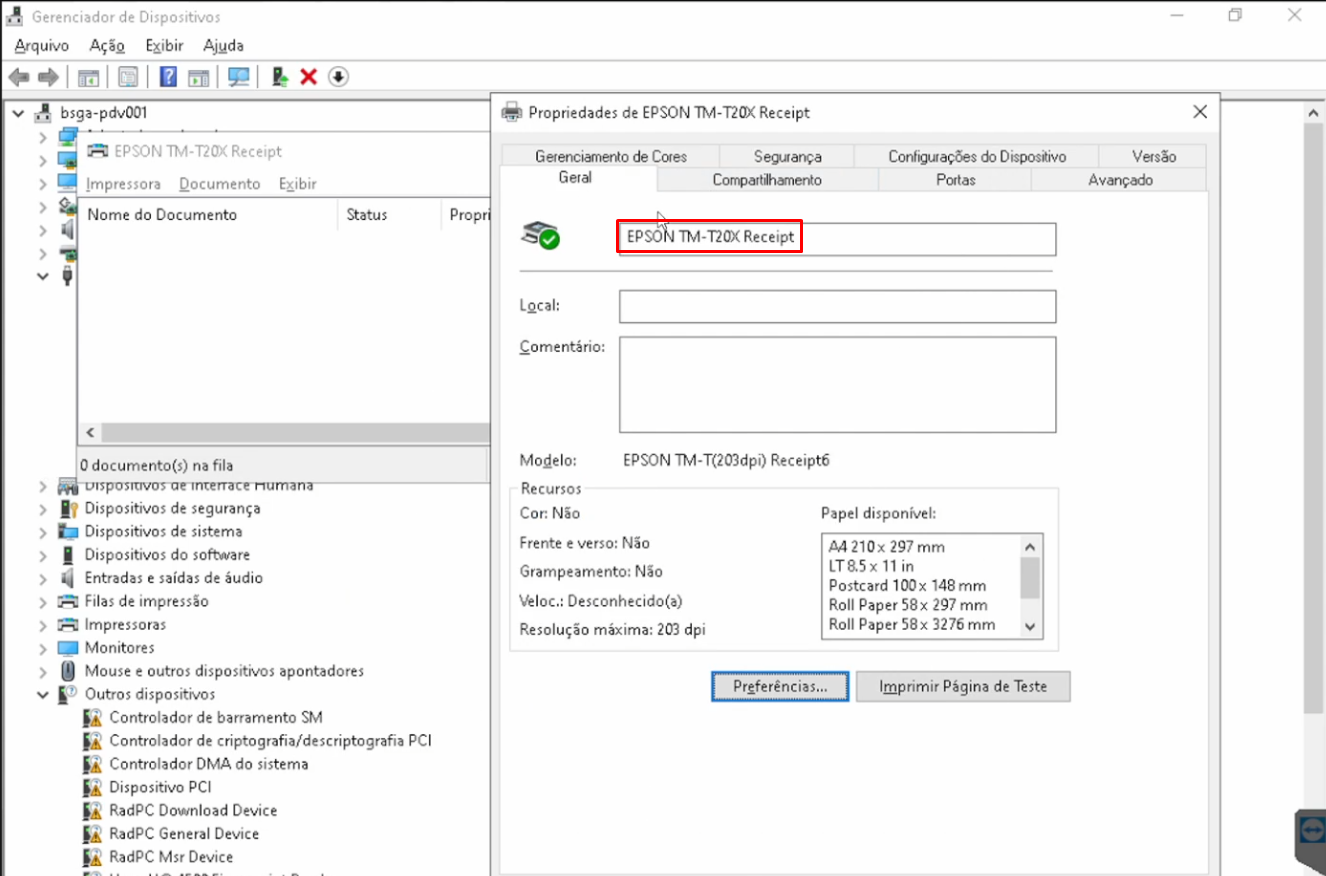 Gerenciador de Dispositivos
Arquivo Ação Exibir Ajuda
bsga-pdv001
EPSON TM-T20X Receipt
Impressora Documento Exibir
Nome do Documento Status Propri
0 documento(s) na fila
Dispositivos de Interface Humana
Dispositivos de segurança
Dispositivos de sistema
Dispositivos do software
Entradas e saídas de áudio
Filas de impressão
Impressoras
Monitores
Mouse e outros dispositivos apontadores
Outros dispositivos
Controlador de barramento SM
Controlador de criptografia/descriptografia PCI
Controlador DMA do sistema
Dispositivo PCI
RadPC Download Device
RadPC General Device
RadPC Msr Device
Propriedades de EPSON TM-T20X Receipt
Gerenciamento de Cores Segurança Configurações do Dispositivo Versão
Geral Compartilhamento Portas Avançado
EPSON TM-T20X Receipt
Local:
Comentário:
Modelo: EPSON TM-T(203dpi) Receipt6
Recursos
Cor: Não
Frente e verso: Não
Grampeamento: Não
Veloc.: Desconhecido(a)
Resolução máxima: 203 dpi
Papel disponível:
A4 210 x 297 mm
LT 8.5 x 11 in
Postcard 100 x 148 mm
Roll Paper 58 x 297 mm
Roll Paper 58 x 3276 mm
Preferências... Imprimir Página de Teste